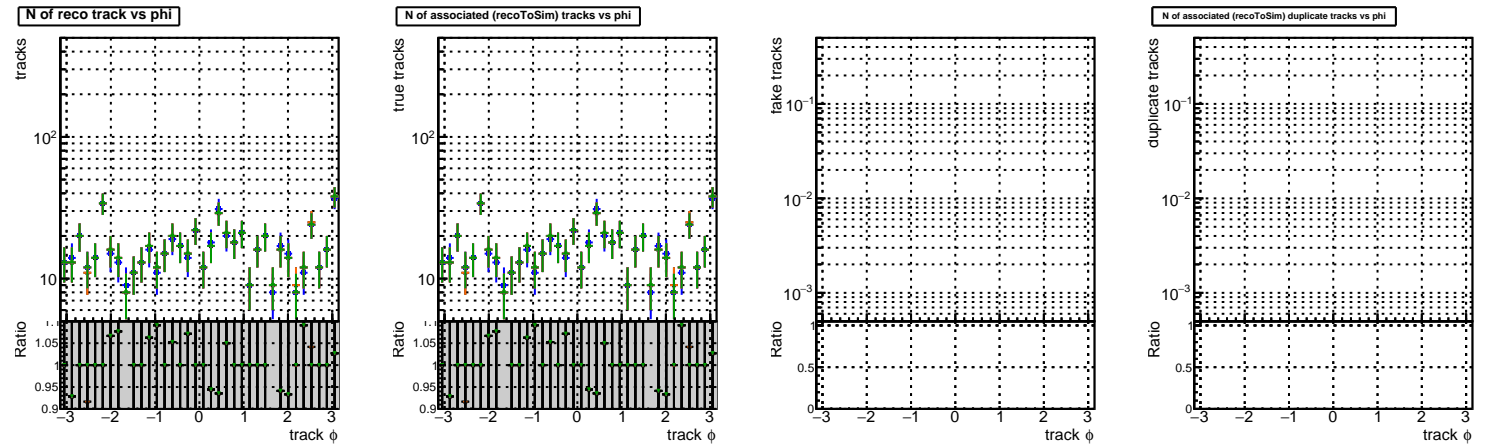 N of reco track vs phi
tracks
10²
10
Ratio
1.05
1
0.95
0.9
−3 −2 −1 0 1 2 3
track ϕ
N of associated (recoToSim) tracks vs phi
true tracks
10²
10
Ratio
1.05
1
0.95
0.9
−3 −2 −1 0 1 2 3
track ϕ
fake tracks
10⁻¹
10⁻²
10⁻³
Ratio
1
0.5
0
−3 −2 −1 0 1 2 3
track ϕ
N of associated (recoToSim) duplicate tracks vs phi
duplicate tracks
10⁻¹
10⁻²
10⁻³
Ratio
1
0.5
0
−3 −2 −1 0 1 2 3
track ϕ